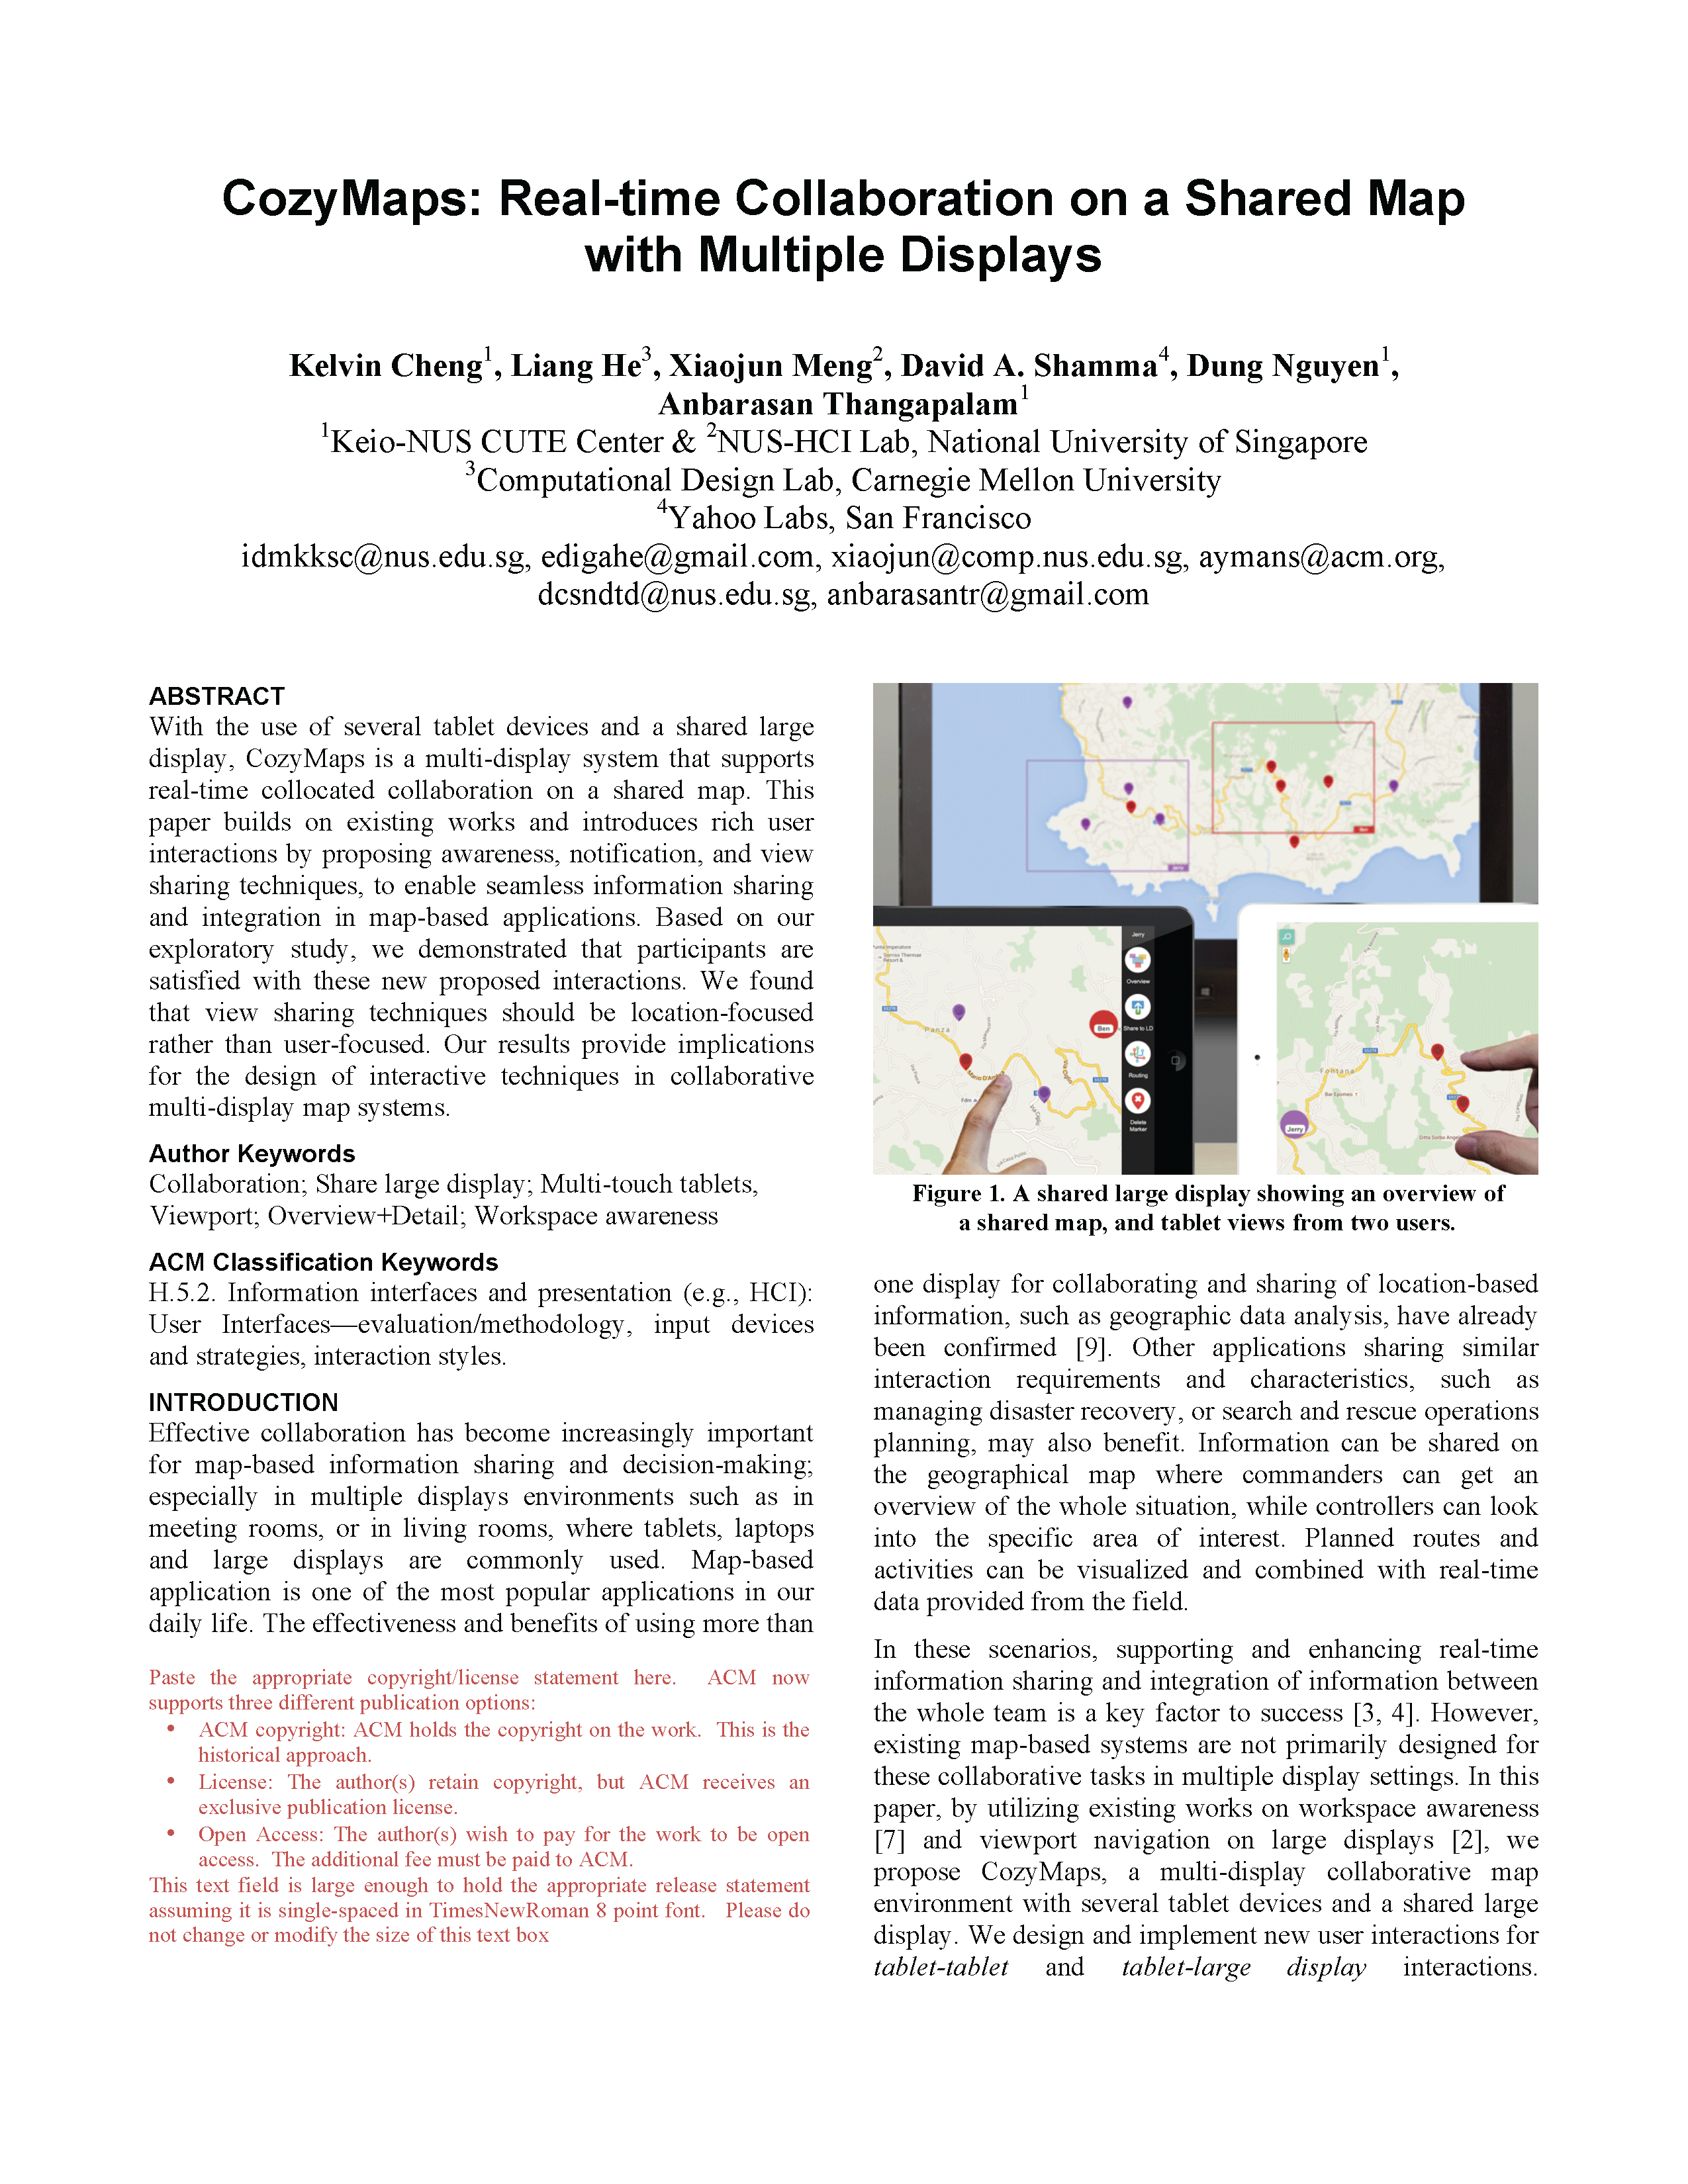 CozyMaps: Real-time Collaboration on a Shared Map
with Multiple Displays
Kelvin Cheng1, Liang He3, Xiaojun Meng2, David A. Shamma4, Dung Nguyen1,
Anbarasan Thangapalam1
1Keio-NUS CUTE Center & 2NUS-HCI Lab, National University of Singapore
3Computational Design Lab, Carnegie Mellon University
4Yahoo Labs, San Francisco
idmkksc@nus.edu.sg, edigahe@gmail.com, xiaojun@comp.nus.edu.sg, aymans@acm.org,
dcsndtd@nus.edu.sg, anbarasantr@gmail.com
ABSTRACT
With the use of several tablet devices and a shared large
display, CozyMaps is a multi-display system that supports
real-time collocated collaboration on a shared map. This
paper builds on existing works and introduces rich user
interactions by proposing awareness, notification, and view
sharing techniques, to enable seamless information sharing
and integration in map-based applications. Based on our
exploratory study, we demonstrated that participants are
satisfied with these new proposed interactions. We found
that view sharing techniques should be location-focused
rather than user-focused. Our results provide implications
for the design of interactive techniques in collaborative
multi-display map systems.
Author Keywords
Collaboration; Share large display; Multi-touch tablets,
Viewport; Overview+Detail; Workspace awareness
ACM Classification Keywords
H.5.2. Information interfaces and presentation (e.g., HCI):
User Interfaces—evaluation/methodology, input devices
and strategies, interaction styles.
INTRODUCTION
Effective collaboration has become increasingly important
for map-based information sharing and decision-making;
especially in multiple displays environments such as in
meeting rooms, or in living rooms, where tablets, laptops
and large displays are commonly used. Map-based
application is one of the most popular applications in our
daily life. The effectiveness and benefits of using more than
Paste the appropriate copyright/license statement here. ACM now
supports three different publication options:
• ACM copyright: ACM holds the copyright on the work. This is the
historical approach.
• License: The author(s) retain copyright, but ACM receives an
exclusive publication license.
• Open Access: The author(s) wish to pay for the work to be open
access. The additional fee must be paid to ACM.
This text field is large enough to hold the appropriate release statement
assuming it is single-spaced in TimesNewRoman 8 point font. Please do
not change or modify the size of this text box
Jerry
Overview
Ben
Share to LD
Routing
Delete
Marker
Panza
Fontana
Bar Epomeo
Jerry
Figure 1. A shared large display showing an overview of
a shared map, and tablet views from two users.
one display for collaborating and sharing of location-based
information, such as geographic data analysis, have already
been confirmed [9]. Other applications sharing similar
interaction requirements and characteristics, such as
managing disaster recovery, or search and rescue operations
planning, may also benefit. Information can be shared on
the geographical map where commanders can get an
overview of the whole situation, while controllers can look
into the specific area of interest. Planned routes and
activities can be visualized and combined with real-time
data provided from the field.
In these scenarios, supporting and enhancing real-time
information sharing and integration of information between
the whole team is a key factor to success [3, 4]. However,
existing map-based systems are not primarily designed for
these collaborative tasks in multiple display settings. In this
paper, by utilizing existing works on workspace awareness
[7] and viewport navigation on large displays [2], we
propose CozyMaps, a multi-display collaborative map
environment with several tablet devices and a shared large
display. We design and implement new user interactions for
tablet-tablet and tablet-large display interactions.